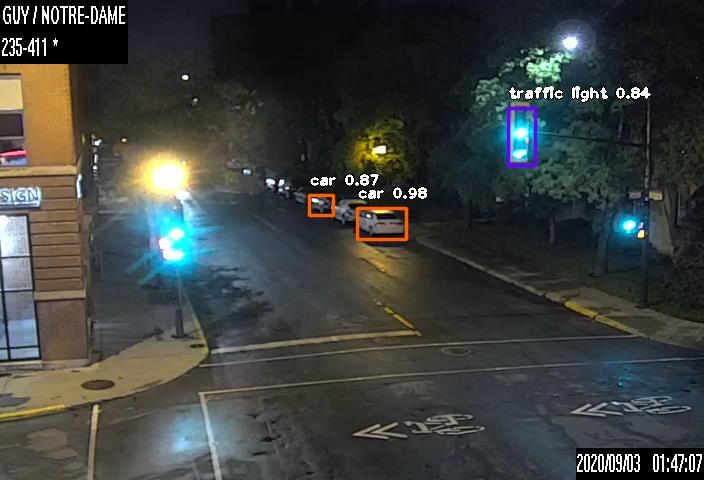 GUY / NOTRE-DAME
235-411 *
traffic light 0.84
car 0.87
car 0.98
SIGN
2020/09/03 01:47:07